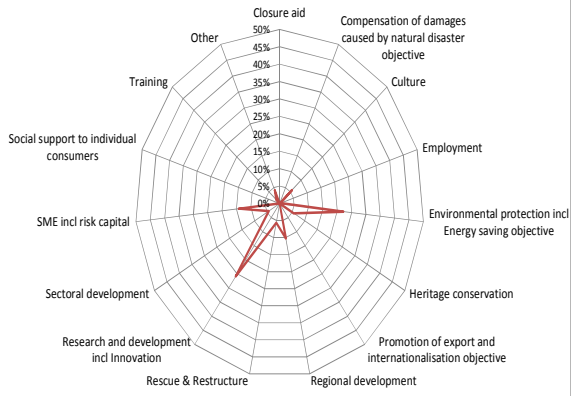 Closure aid
Compensation of damages
caused by natural disaster
objective
Culture
Employment
Environmental protection incl
Energy saving objective
Heritage conservation
Promotion of export and
internationalisation objective
Regional development
Rescue & Restructure
Research and development
incl Innovation
Sectoral development
SME incl risk capital
Social support to individual
consumers
Training
Other
50%
45%
40%
35%
30%
25%
20%
15%
10%
5%
0%